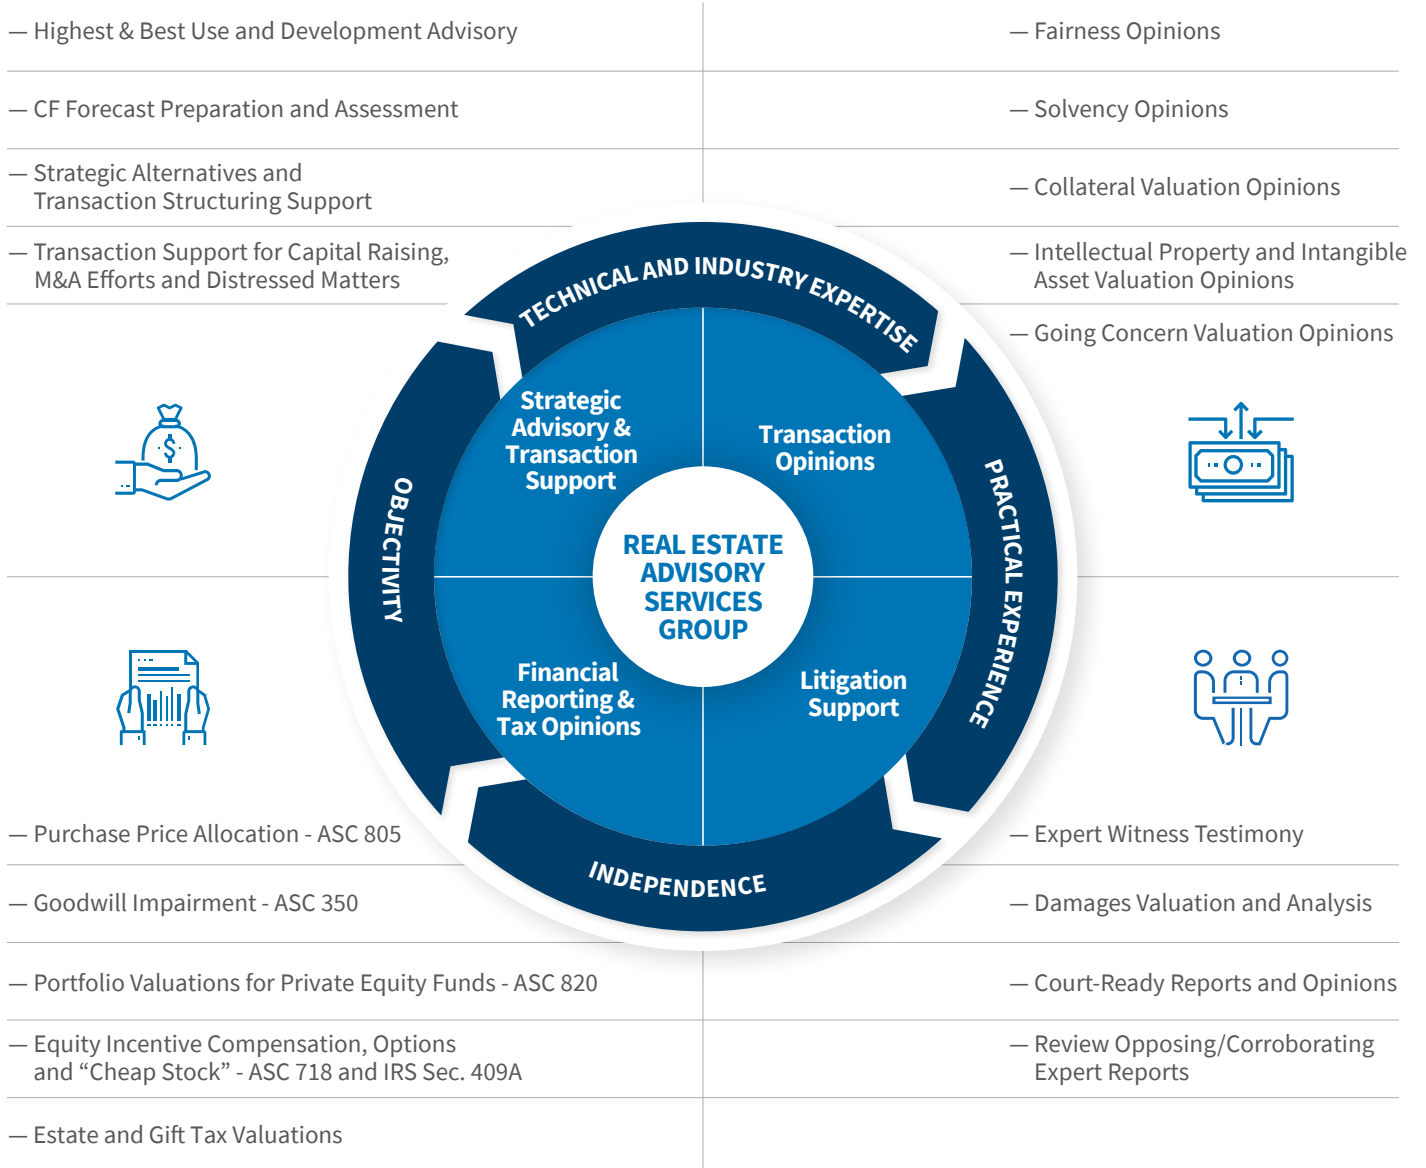 — Highest & Best Use and Development Advisory
— CF Forecast Preparation and Assessment
— Strategic Alternatives and
Transaction Structuring Support
— Transaction Support for Capital Raising,
M&A Efforts and Distressed Matters
— Fairness Opinions
— Solvency Opinions
— Collateral Valuation Opinions
— Intellectual Property and Intangible
Asset Valuation Opinions
— Going Concern Valuation Opinions
TECHNICAL AND INDUSTRY EXPERTISE
PRACTICAL EXPERIENCE
INDEPENDENCE
OBJECTIVITY
Strategic
Advisory &
Transaction
Support
Transaction
Opinions
$
REAL ESTATE
ADVISORY
SERVICES
GROUP
Financial
Reporting &
Tax Opinions
Litigation
Support
— Purchase Price Allocation - ASC 805
— Goodwill Impairment - ASC 350
— Portfolio Valuations for Private Equity Funds - ASC 820
— Equity Incentive Compensation, Options
and “Cheap Stock” - ASC 718 and IRS Sec. 409A
— Estate and Gift Tax Valuations
— Expert Witness Testimony
— Damages Valuation and Analysis
— Court-Ready Reports and Opinions
— Review Opposing/Corroborating
Expert Reports